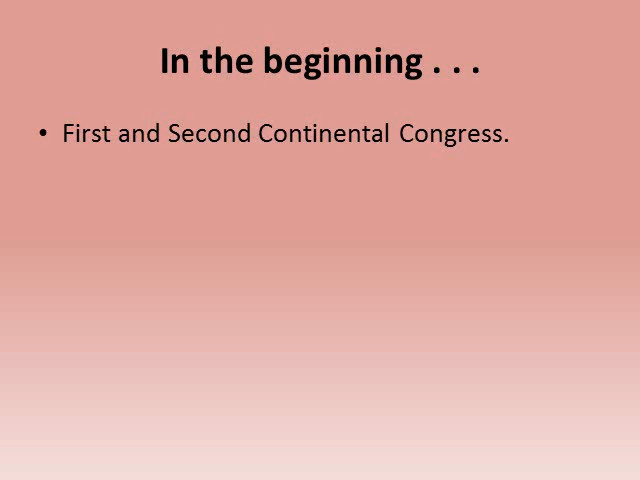 In the beginning . . .
• First and Second Continental Congress.